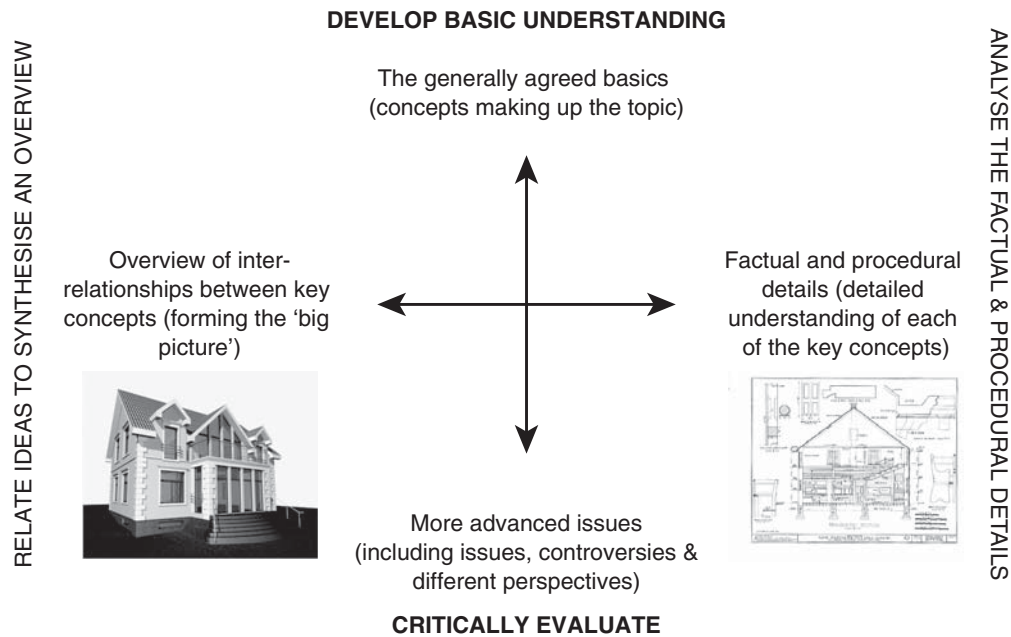 DEVELOP BASIC UNDERSTANDING
The generally agreed basics
(concepts making up the topic)
RELATE IDEAS TO SYNTHESISE AN OVERVIEW
Overview of inter-
relationships between key
concepts (forming the ‘big
picture’)
Factual and procedural
details (detailed
understanding of each
of the key concepts)
ANALYSE THE FACTUAL & PROCEDURAL DETAILS
More advanced issues
(including issues, controversies &
different perspectives)
CRITICALLY EVALUATE